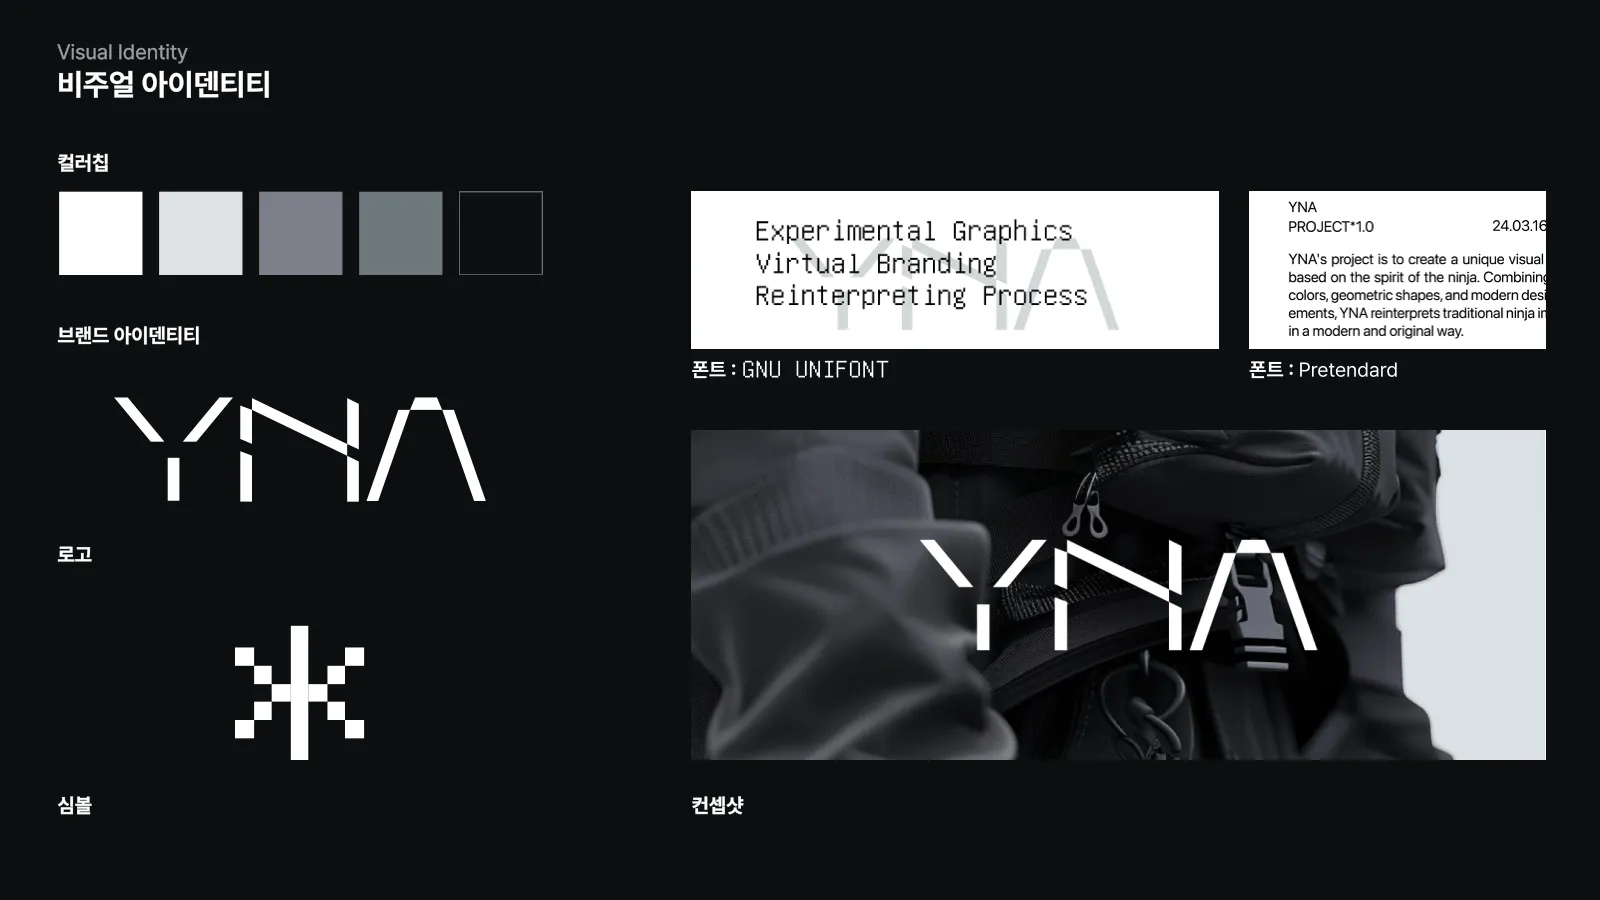 Visual Identity
비주얼 아이덴티티
컬러칩
브랜드 아이덴티티
YNA
로고
심볼
Experimental Graphics
Virtual Branding
Reinterpreting Process
YNA
폰트 : GNU UNIFONT
YNA
PROJECT*1.0
24.03.16
YNA's project is to create a unique visual
based on the spirit of the ninja. Combining
colors, geometric shapes, and modern desi
ements, YNA reinterprets traditional ninja in
in a modern and original way.
폰트 : Pretendard
YNA
컨셉샷